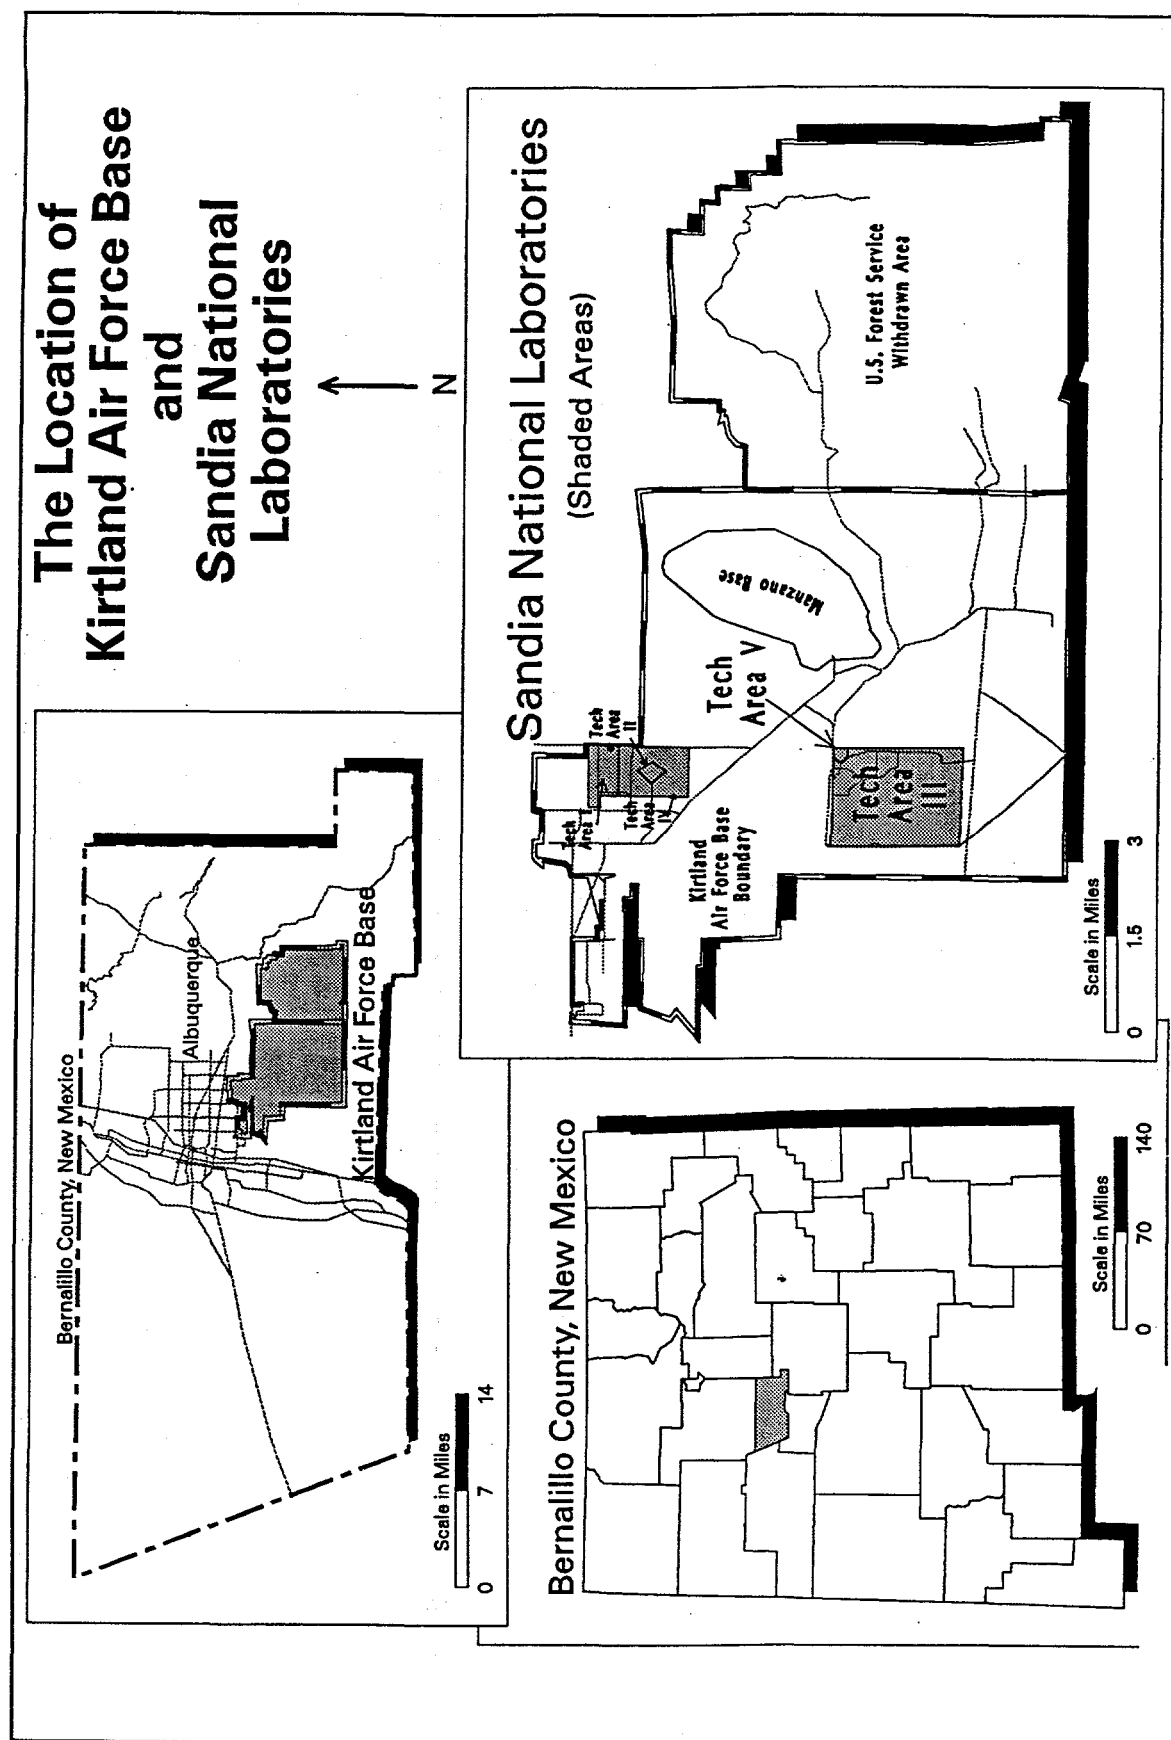 The Location of
Kirtland Air Force Base
and
Sandia National
Laboratories
N
Bernalillo County, New Mexico
Albuquerque
Kirtland Air Force Base
Scale in Miles
0 7 14
Sandia National Laboratories
(Shaded Areas)
Tech
Area
II
Tech
Area
Tech
Area
IV
Tech
Area V
Manzano Base
Kirtland
Air Force Base
Boundary
Tech
Area
III
U.S. Forest Service
Withdrawn Area
Scale in Miles
0 1.5 3
Bernalillo County, New Mexico
Scale in Miles
0 70 140